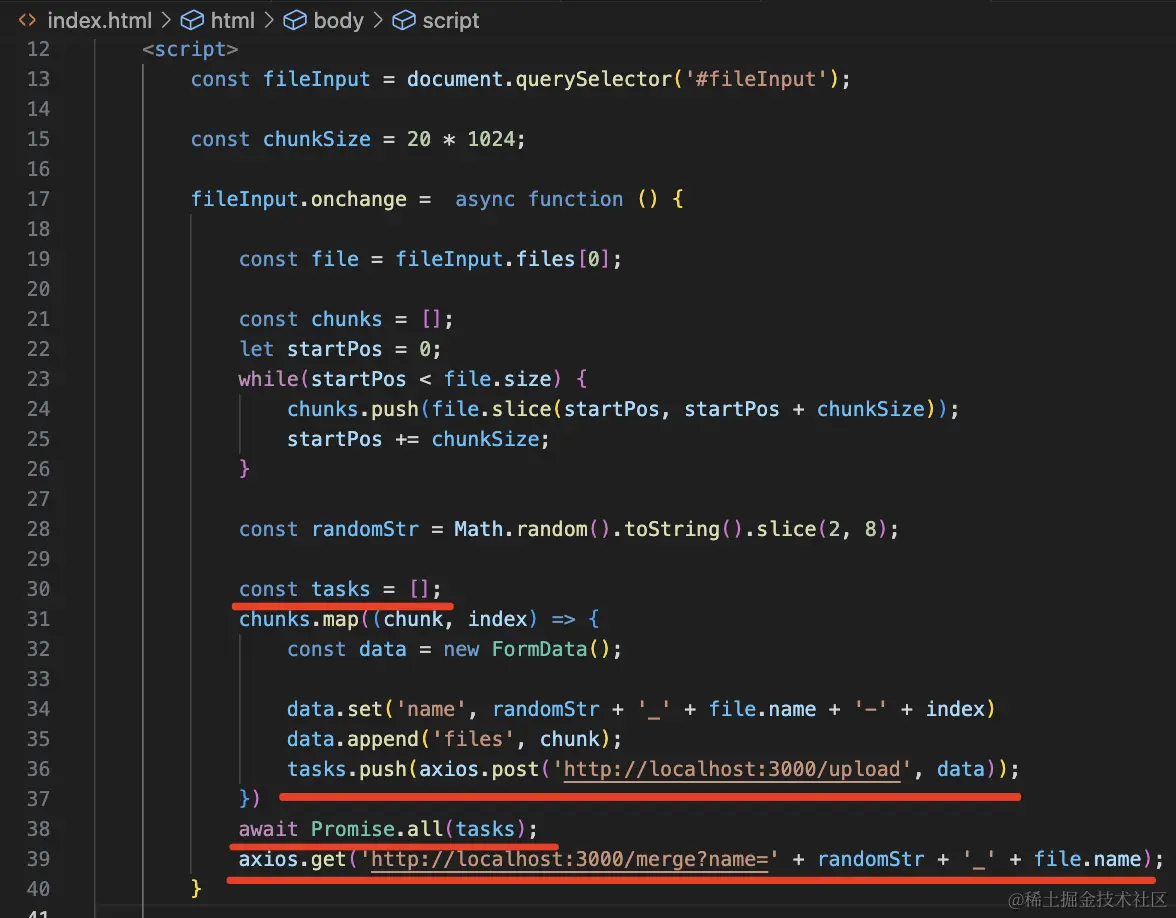 <> index.html > html > body > script
12 <script>
13 const fileInput = document.querySelector('#fileInput');
14
15 const chunkSize = 20 * 1024;
16
17 fileInput.onchange =  async function () {
18
19 const file = fileInput.files[0];
20
21 const chunks = [];
22 let startPos = 0;
23 while(startPos < file.size) {
24 chunks.push(file.slice(startPos, startPos + chunkSize));
25 startPos += chunkSize;
26 }
27
28 const randomStr = Math.random().toString().slice(2, 8);
29
30 const tasks = [];
31 chunks.map((chunk, index) => {
32 const data = new FormData();
33
34 data.set('name', randomStr + '_' + file.name + '-' + index)
35 data.append('files', chunk);
36 tasks.push(axios.post('http://localhost:3000/upload', data));
37 })
38 await Promise.all(tasks);
39 axios.get('http://localhost:3000/merge?name=' + randomStr + '_' + file.name);
40 }
41
@稀土掘金技术社区